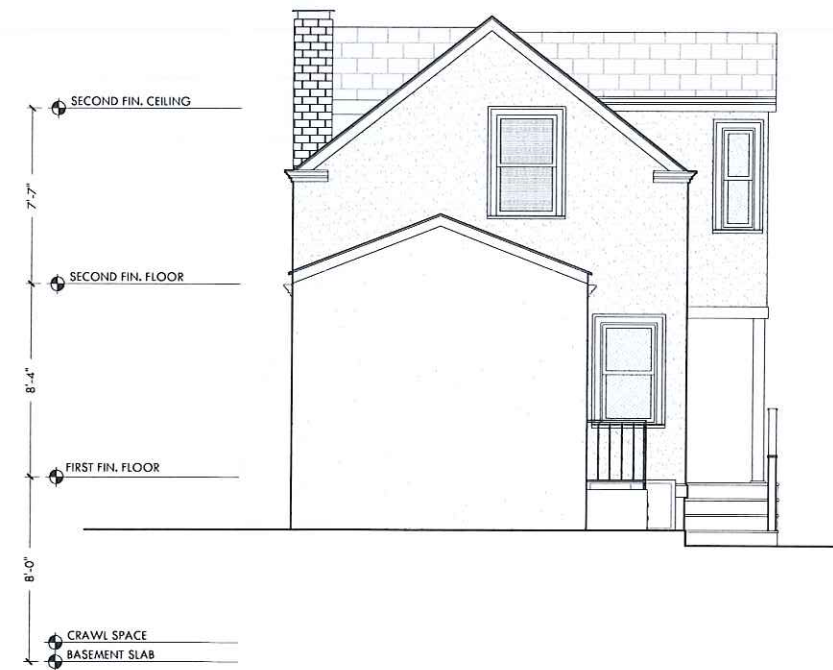 SECOND FIN. CEILING
7'-7"
SECOND FIN. FLOOR
8'-4"
FIRST FIN. FLOOR
8'-0"
CRAWL SPACE
BASEMENT SLAB